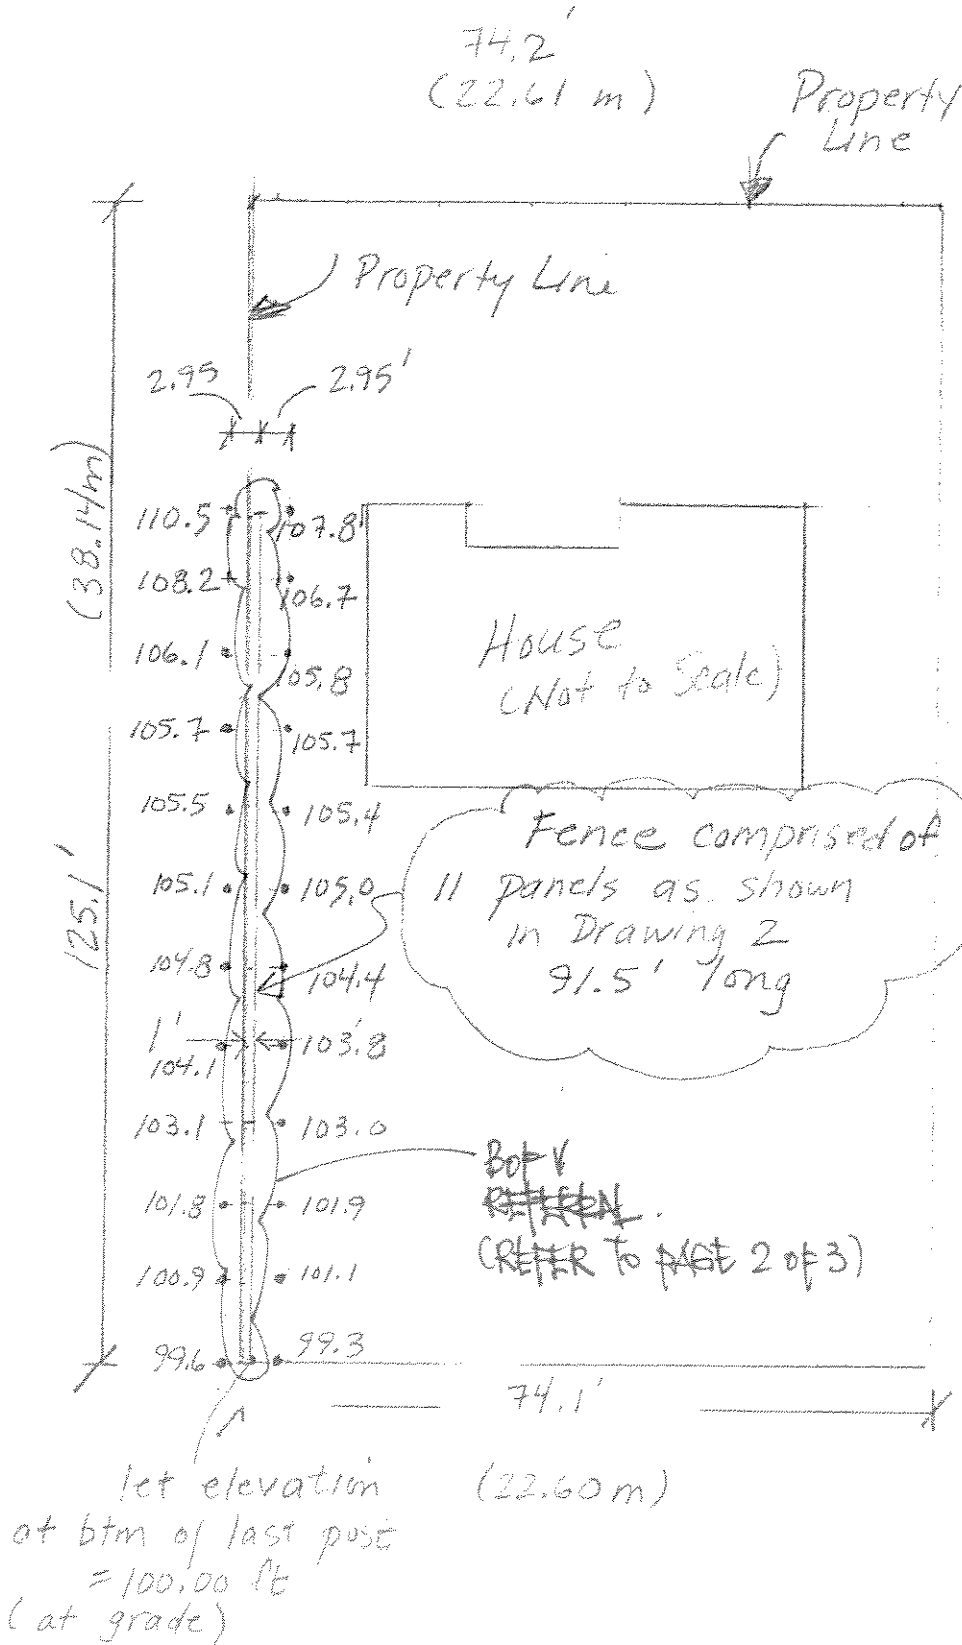 74.2'
(22.61 m)
Property
Line
Property Line
2.95 2.95'
(38.14m)
125.1'
110.5 107.8'
108.2 106.7
106.1 105.8
105.7 105.7
105.5 105.4
105.1 105.0
104.8 104.4
1'
104.1 103.8
103.1 103.0
101.8 101.9
100.9 101.1
99.6 99.3
House
(Not to Scale)
Fence comprised of
11 panels as shown
in Drawing 2
91.5' long
(REFER TO PAGE 2 of 3)
74.1'
(22.60 m)
let elevation
at btm of last post
= 100.00 ft
(at grade)